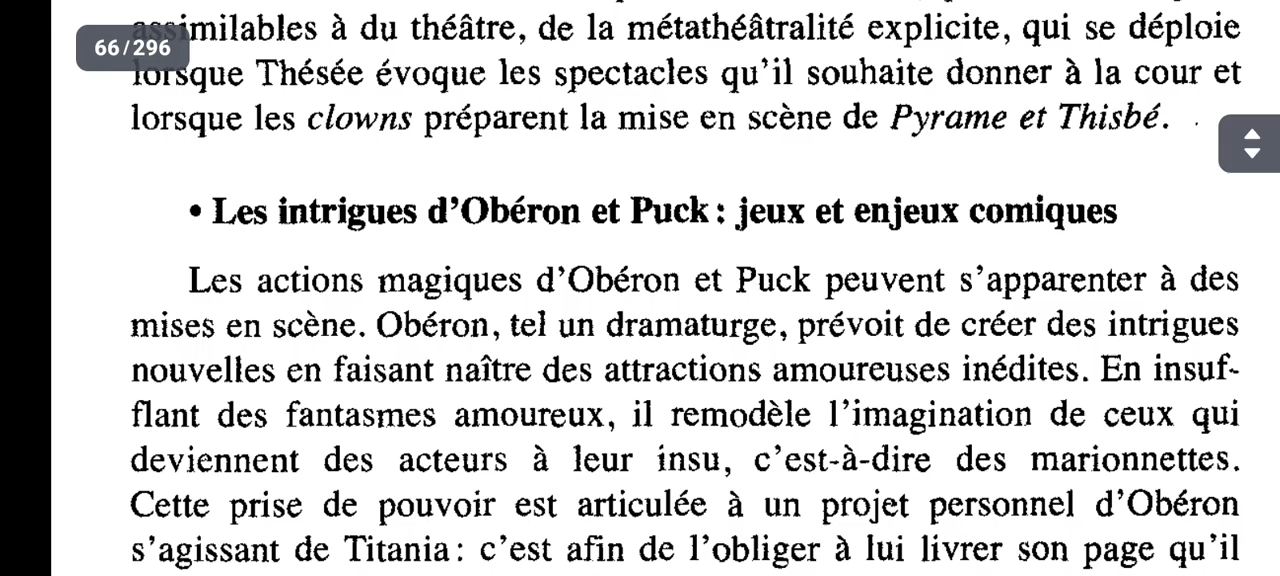 assimilables à du théâtre, de la métathéâtralité explicite, qui se déploie
66/296
lorsque Thésée évoque les spectacles qu'il souhaite donner à la cour et
lorsque les clowns préparent la mise en scène de Pyrame et Thisbé.
• Les intrigues d'Obéron et Puck : jeux et enjeux comiques
Les actions magiques d'Obéron et Puck peuvent s'apparenter à des
mises en scène. Obéron, tel un dramaturge, prévoit de créer des intrigues
nouvelles en faisant naître des attractions amoureuses inédites. En insuf-
flant des fantasmes amoureux, il remodèle l'imagination de ceux qui
deviennent des acteurs à leur insu, c'est-à-dire des marionnettes.
Cette prise de pouvoir est articulée à un projet personnel d'Obéron
s'agissant de Titania : c'est afin de l'obliger à lui livrer son page qu'il